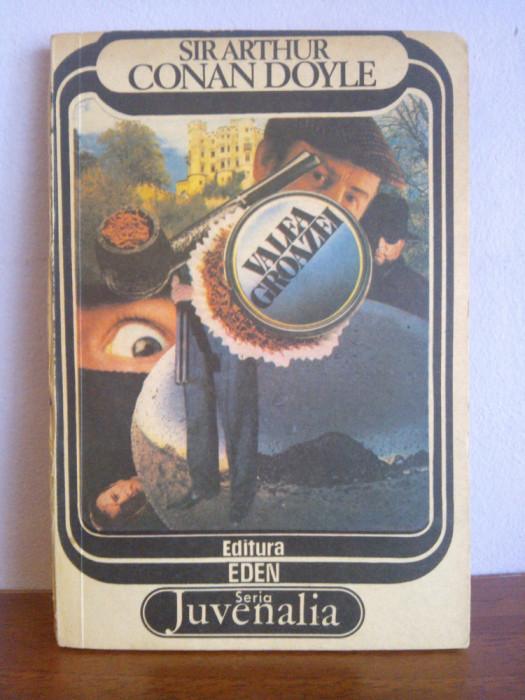 SIR ARTHUR
CONAN DOYLE
VALEA
GROAZEI
Editura
EDEN
Seria
Juvenalia